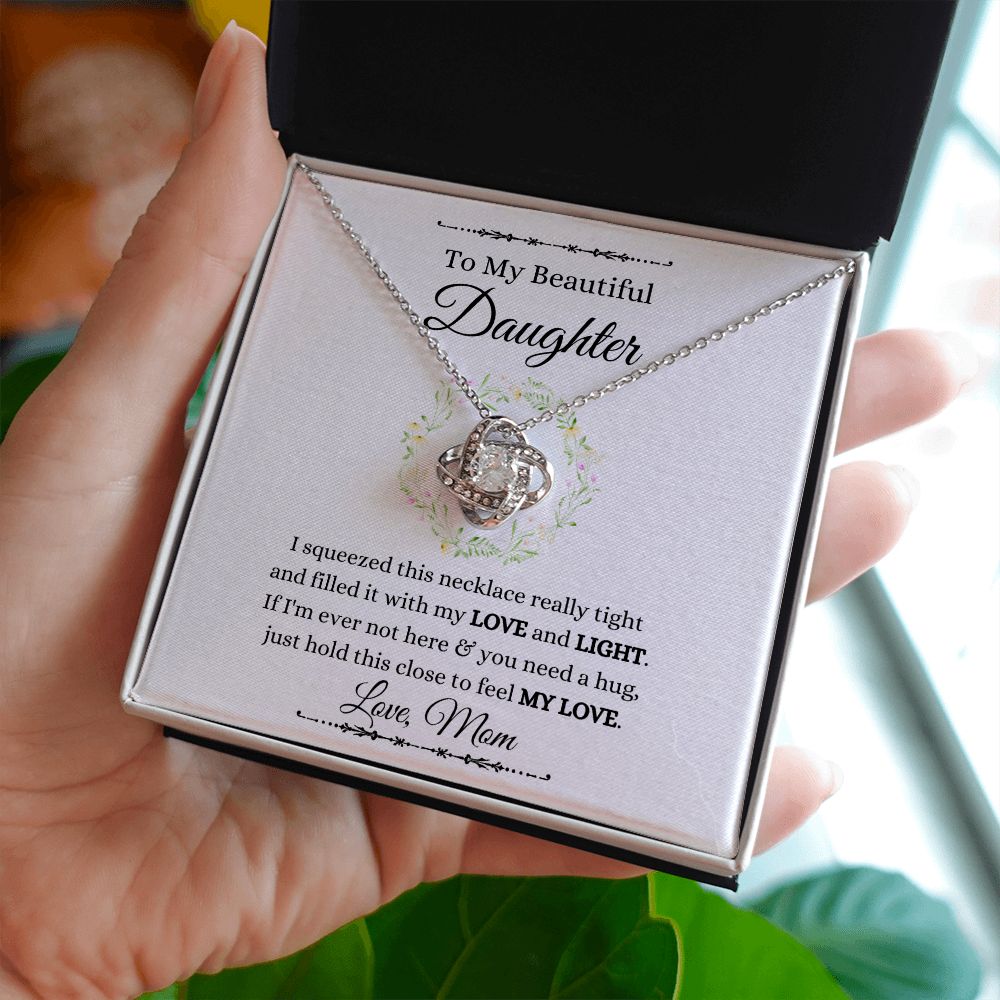 To My Beautiful
Daughter
I squeezed this necklace really tight
and filled it with my LOVE and LIGHT.
If I'm ever not here & you need a hug,
just hold this close to feel MY LOVE.
Love, Mom